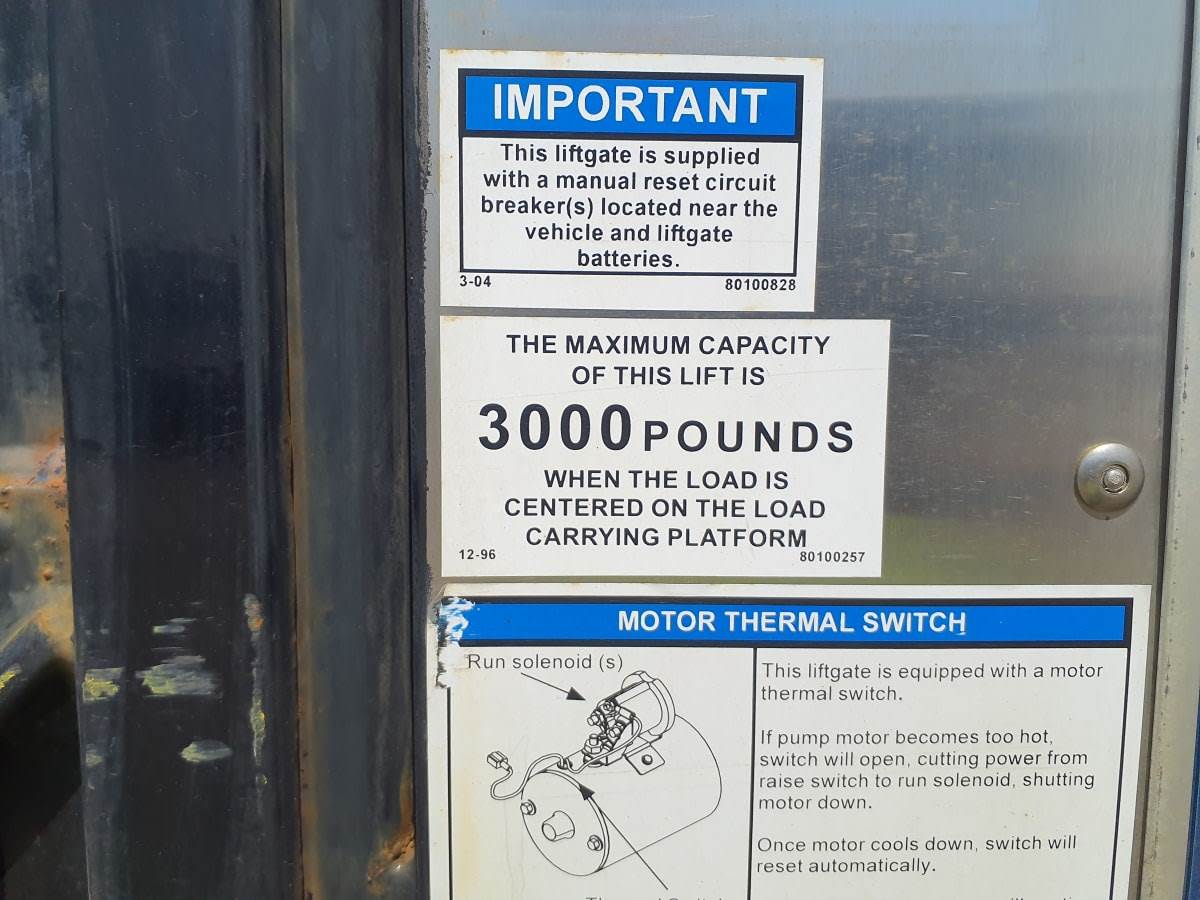 IMPORTANT
This liftgate is supplied
with a manual reset circuit
breaker(s) located near the
vehicle and liftgate
batteries.
3-04 80100828
THE MAXIMUM CAPACITY
OF THIS LIFT IS
3000 POUNDS
WHEN THE LOAD IS
CENTERED ON THE LOAD
CARRYING PLATFORM
12-96 80100257
MOTOR THERMAL SWITCH
Run solenoid (s)
This liftgate is equipped with a motor
thermal switch.
If pump motor becomes too hot,
switch will open, cutting power from
raise switch to run solenoid, shutting
motor down.
Once motor cools down, switch will
reset automatically.